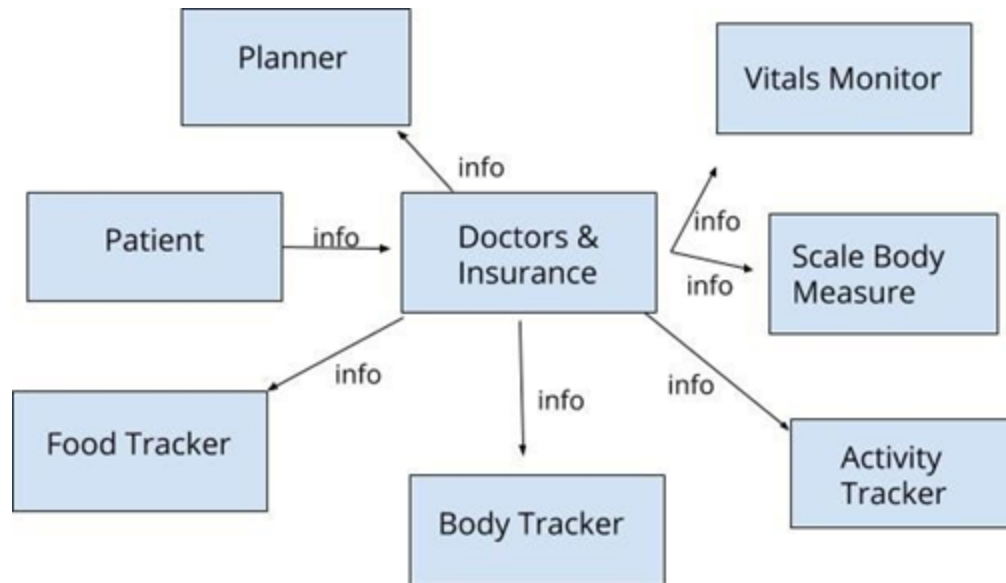 Planner
Vitals Monitor
info
Patient
info
Doctors &
Insurance
info
info
Scale Body
Measure
info
info
info
Food Tracker
Body Tracker
Activity
Tracker